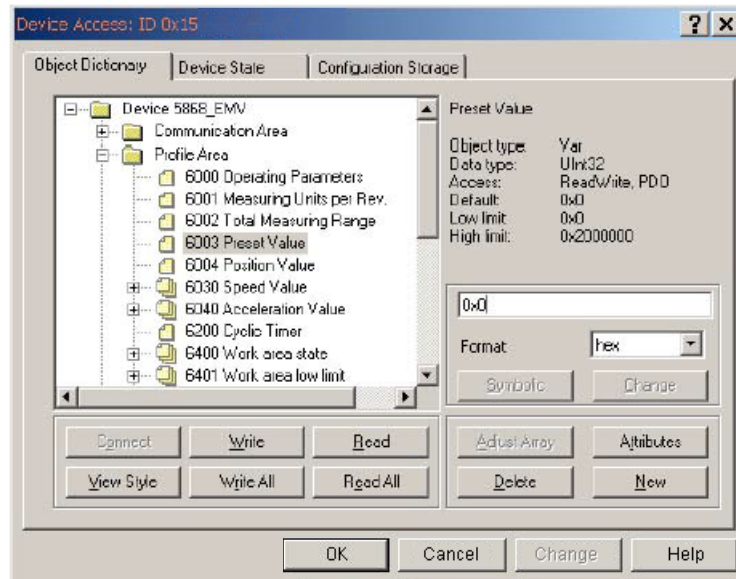 Device Access: ID 0x15
Object Dictionary
Device State
Configuration Storage
Device 5868_EMV
Communication Area
Profile Area
6000 Operating Parameters
6001 Measuring Units per Rev.
6002 Total Measuring Range
6003 Preset Value
6004 Position Value
6030 Speed Value
6040 Acceleration Value
6200 Cyclic Timer
6400 Work area state
6401 Work area low limit
Preset Value
Object type: Var
Data type: UInt32
Access: ReadWrite, PDO
Default: 0x0
Low limit: 0x0
High limit: 0x2000000
0x0
Format: hex
Symbolic
Change
Connect
Write
Read
Adjust Array
Attributes
View Style
Write All
Read All
Delete
New
OK
Cancel
Change
Help